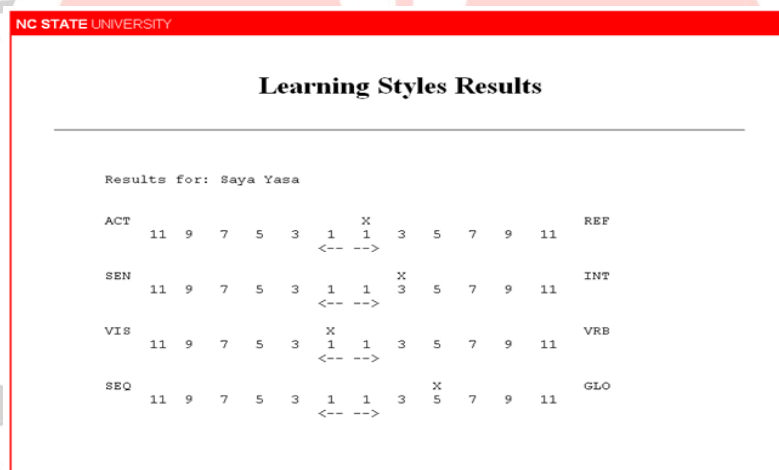 NC STATE UNIVERSITY
Learning Styles Results
Results for: Saya Yasa
X
ACT REF
11 9 7 5 3 1 1 3 5 7 9 11
<-- -->
X
SEN INT
11 9 7 5 3 1 1 3 5 7 9 11
<-- -->
X
VIS VRB
11 9 7 5 3 1 1 3 5 7 9 11
<-- -->
X
SEQ GLO
11 9 7 5 3 1 1 3 5 7 9 11
<-- -->